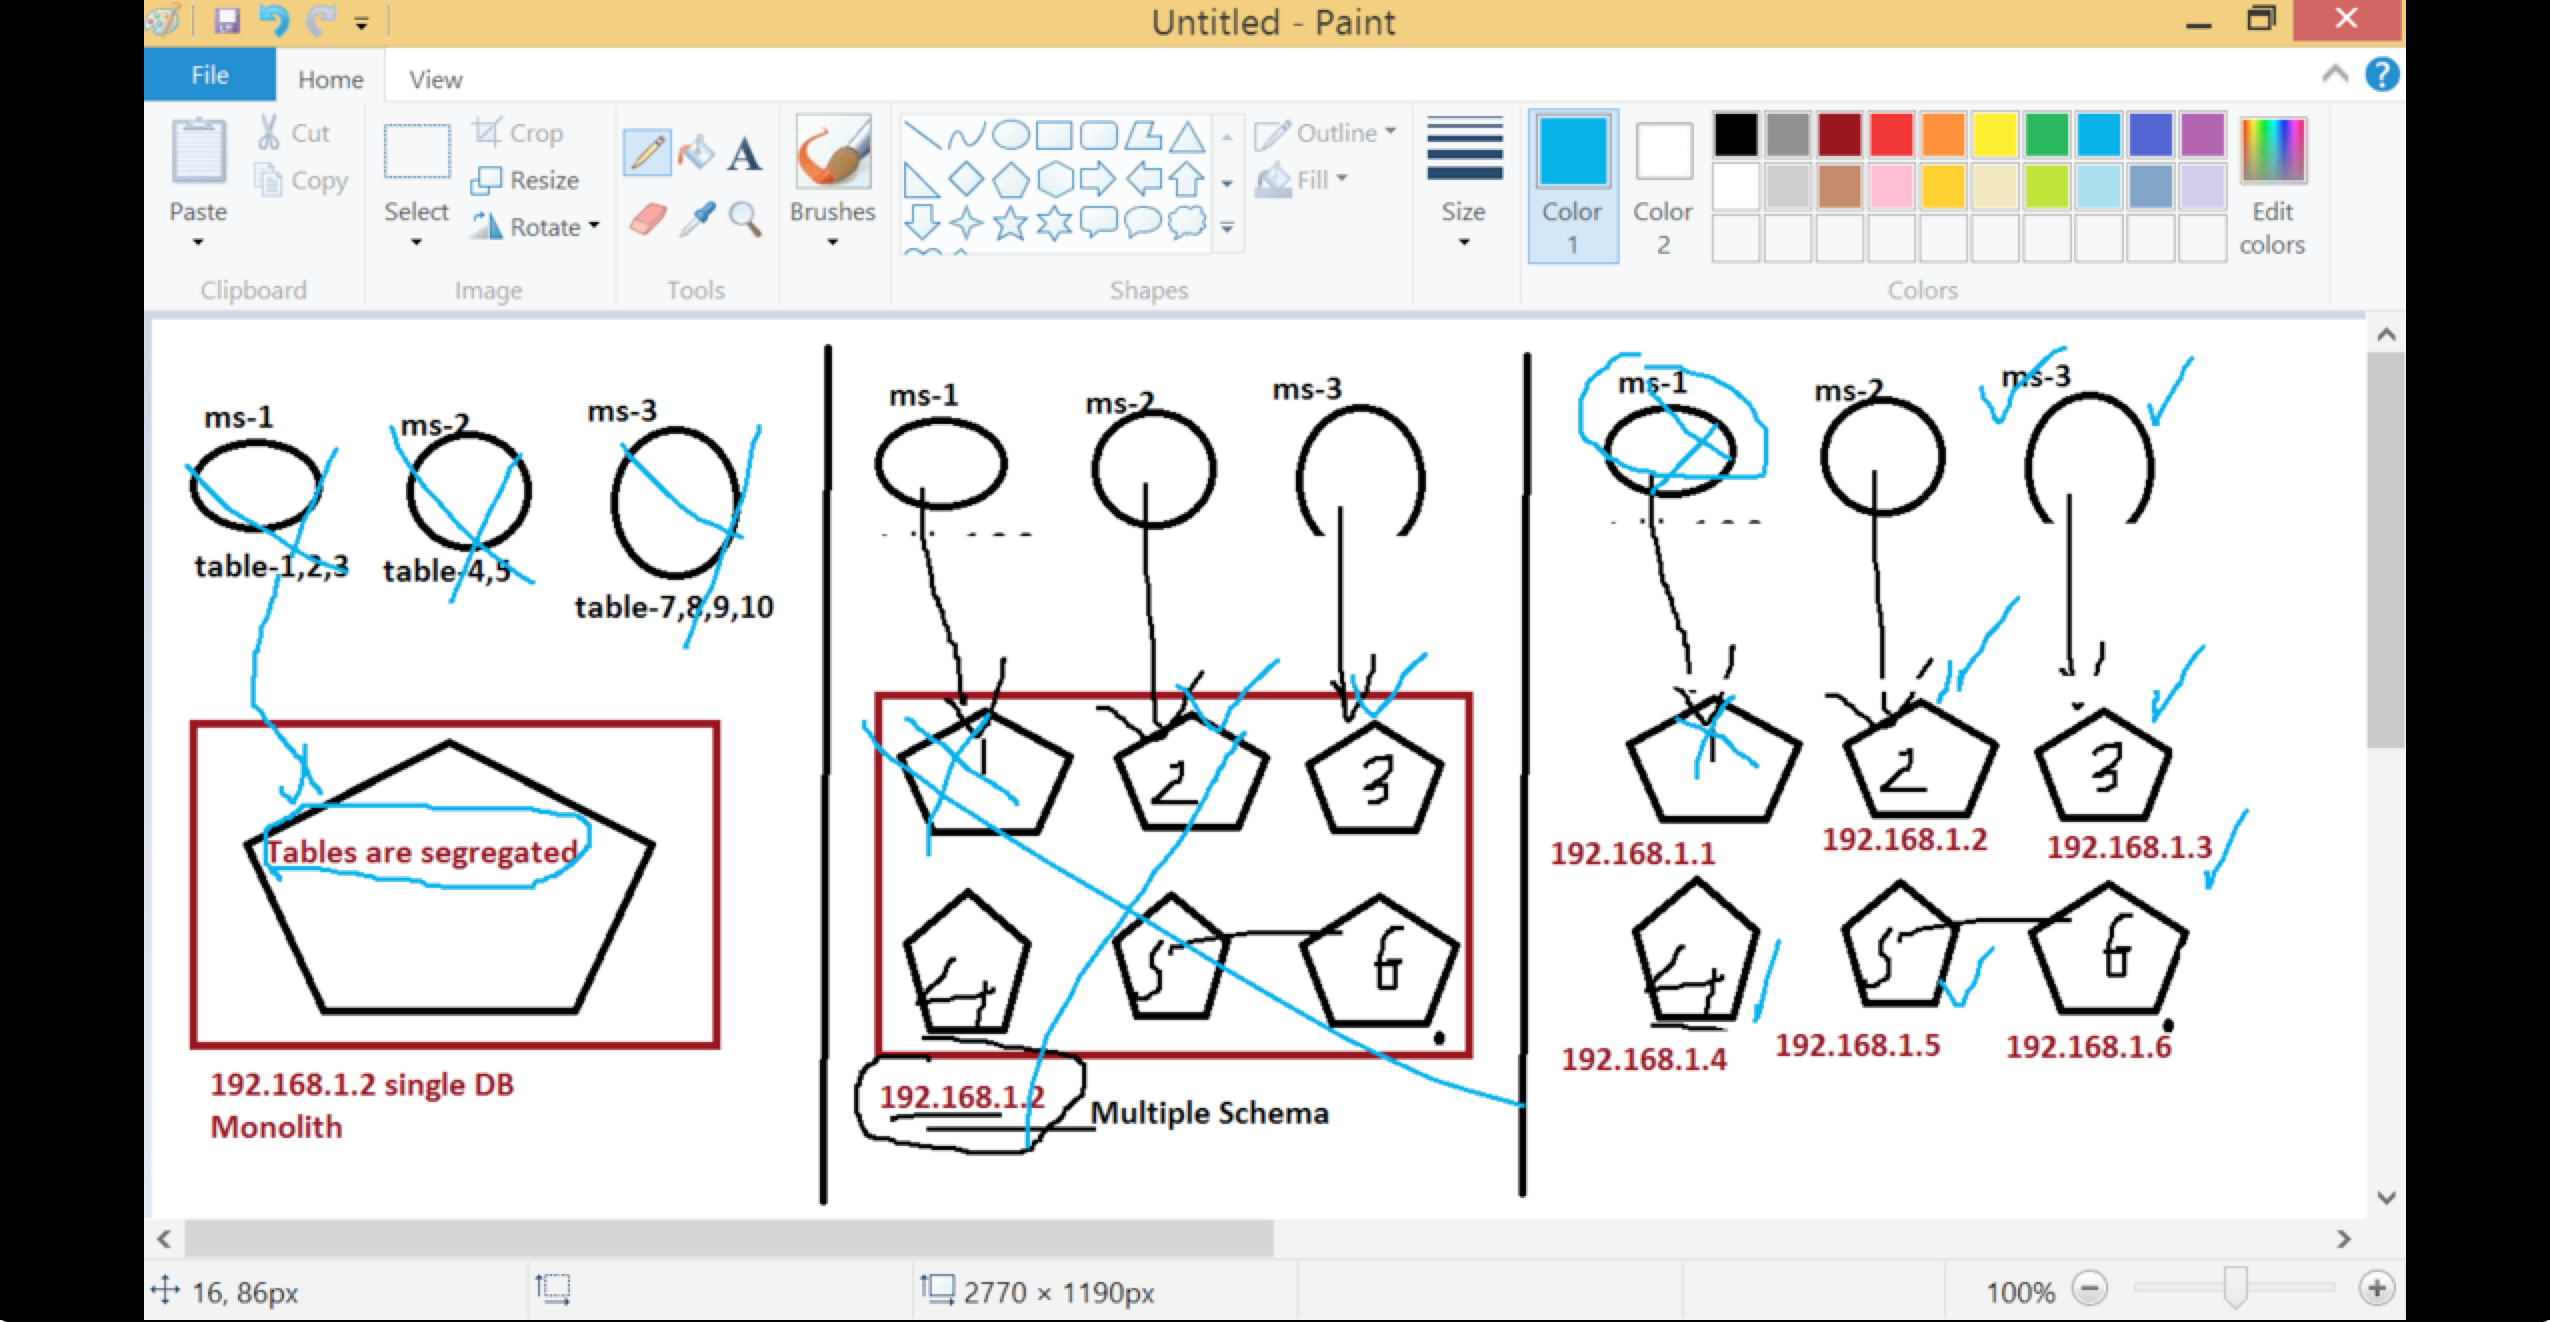 Untitled - Paint
File Home View
Cut
Copy
Paste
Crop
Resize
Rotate
Select
Brushes
Outline
Fill
Size
Color 1
Color 2
Edit colors
Clipboard
Image
Tools
Shapes
Colors
ms-1
ms-2
ms-3
table-1,2,3
table-4,5
table-7,8,9,10
Tables are segregated
192.168.1.2 single DB
Monolith
ms-1
ms-2
ms-3
1
2
3
4
5
6
192.168.1.2
Multiple Schema
ms-1
ms-2
ms-3
1
2
3
192.168.1.1
192.168.1.2
192.168.1.3
4
5
6
192.168.1.4
192.168.1.5
192.168.1.6
16, 86px
2770 × 1190px
100%